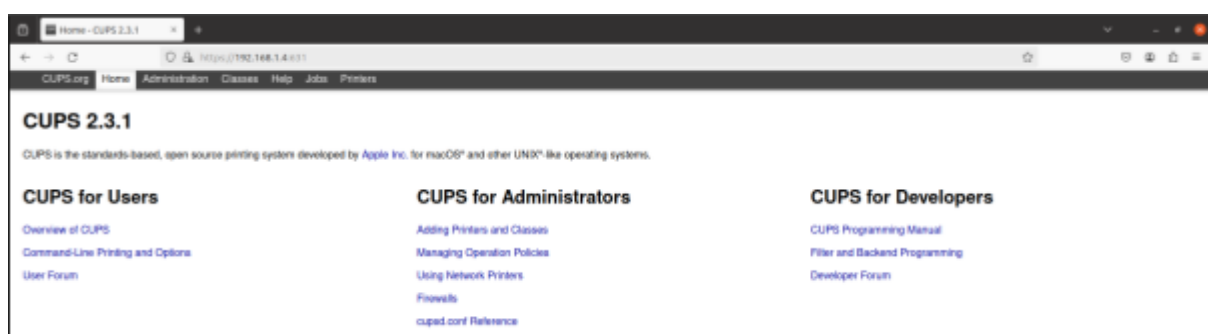 Home - CUPS 2.3.1
https://192.168.1.4:631
CUPS.org Home Administration Classes Help Jobs Printers
CUPS 2.3.1
CUPS is the standards-based, open source printing system developed by Apple Inc. for macOS® and other UNIX®-like operating systems.
CUPS for Users
Overview of CUPS
Command-Line Printing and Options
User Forum
CUPS for Administrators
Adding Printers and Classes
Managing Operation Policies
Using Network Printers
Firewalls
cupsd.conf Reference
CUPS for Developers
CUPS Programming Manual
Filter and Backend Programming
Developer Forum